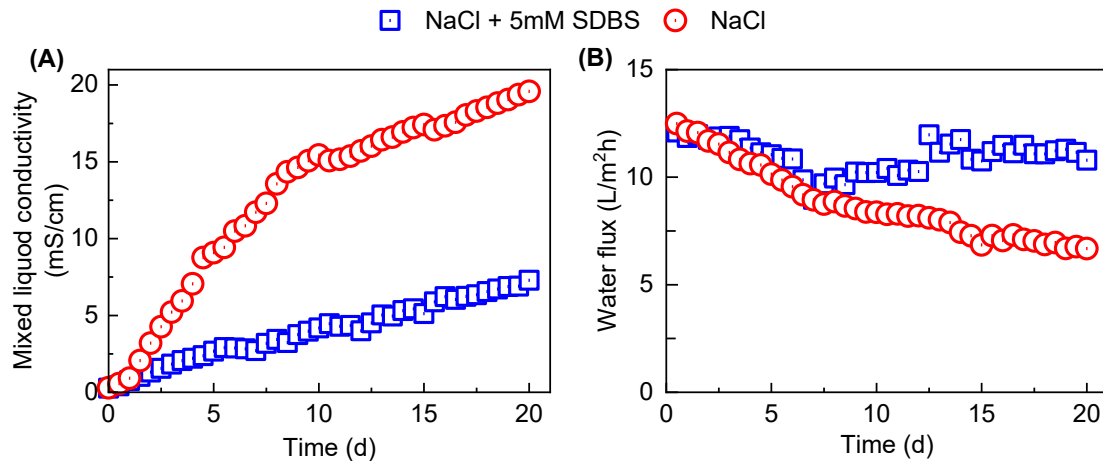 NaCl + 5mM SDBS NaCl
(A)
Mixed liquod conductivity
(mS/cm)
20
15
10
5
0
0 5 10 15 20
Time (d)
(B)
Water flux (L/m²h)
15
10
5
0
0 5 10 15 20
Time (d)